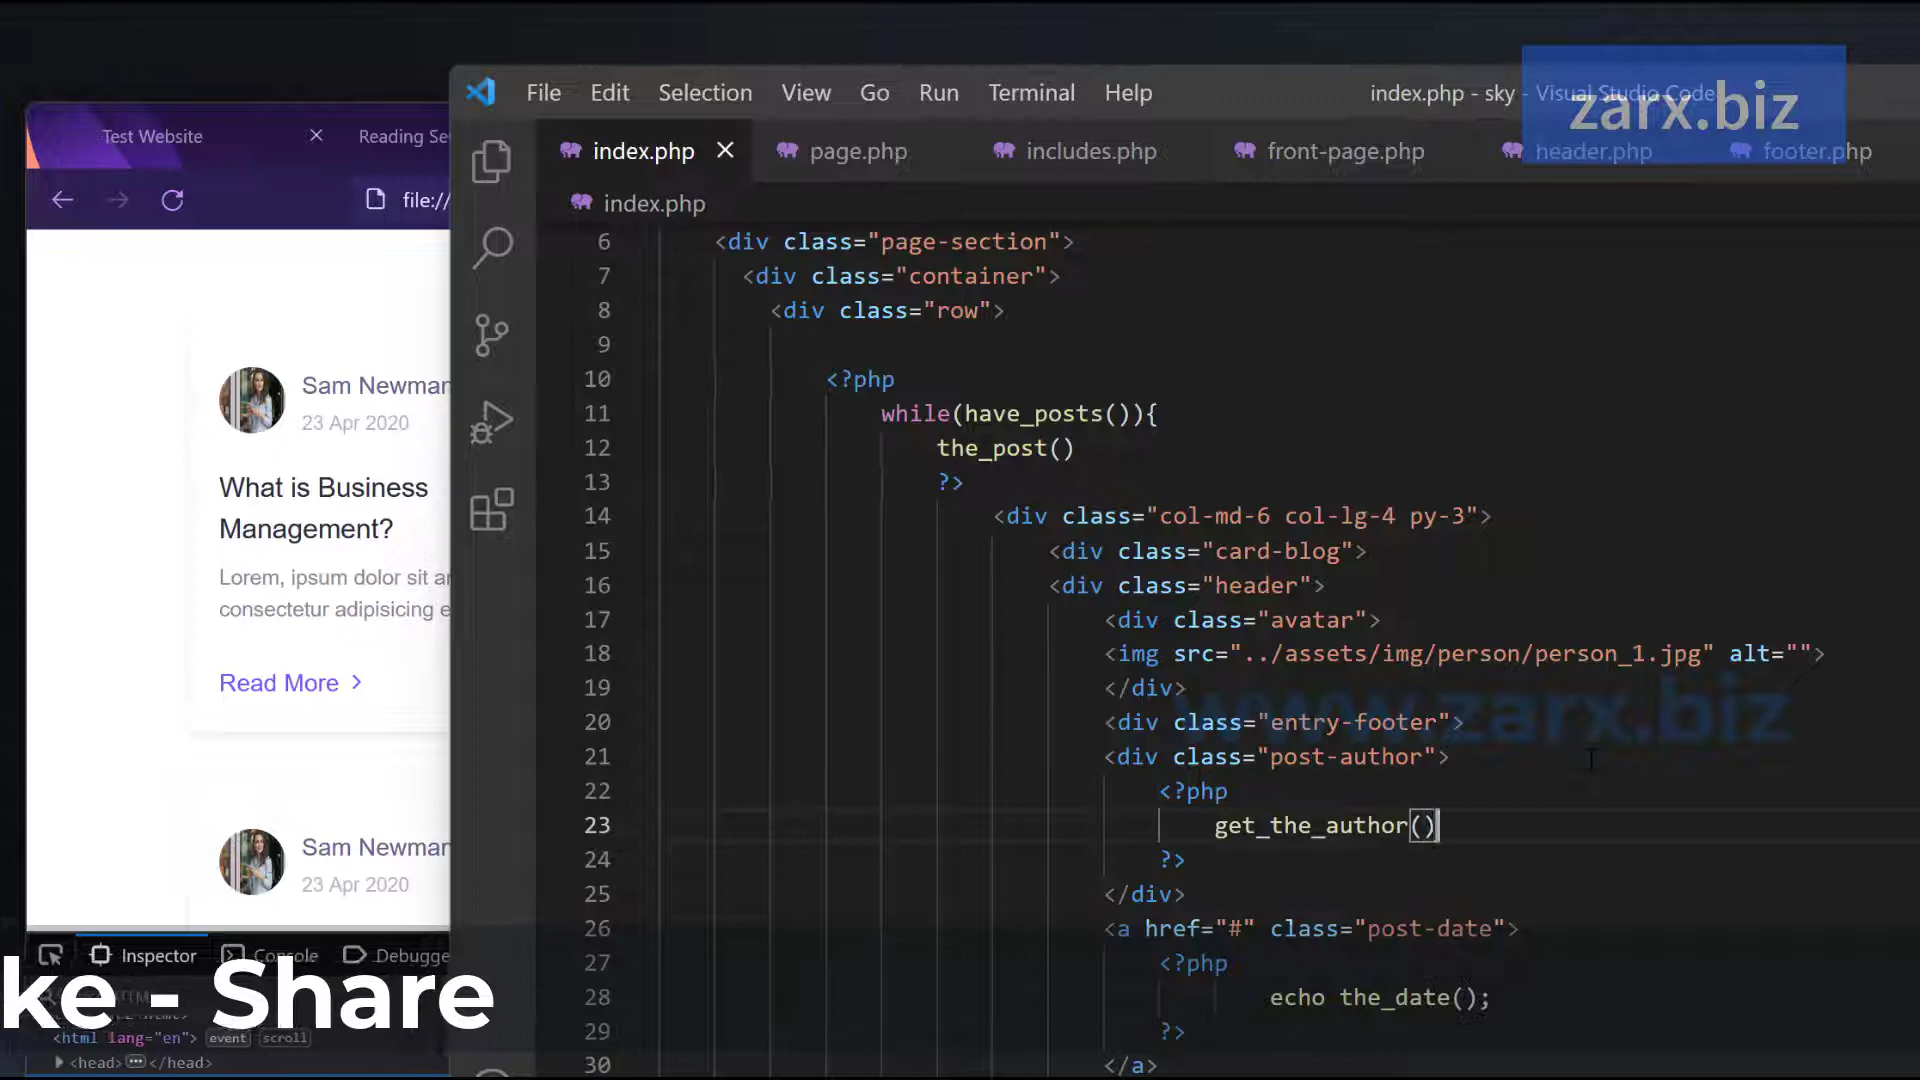 File Edit Selection View Go Run Terminal Help index.php - sky - Visual Studio Code
zarx.biz
Test Website
Reading Se
file://
index.php page.php includes.php front-page.php header.php footer.php
index.php
6 <div class="page-section">
7 <div class="container">
8 <div class="row">
9
10 <?php
11 while(have_posts()){
12 the_post()
13 ?>
14 <div class="col-md-6 col-lg-4 py-3">
15 <div class="card-blog">
16 <div class="header">
17 <div class="avatar">
18 <img src="../assets/img/person/person_1.jpg" alt="">
19 </div>
20 <div class="entry-footer">
21 <div class="post-author">
22 <?php
23 get_the_author()
24 ?>
25 </div>
26 <a href="#" class="post-date">
27 <?php
28 echo the_date();
29 ?>
30 </a>
www.zarx.biz
Sam Newman
23 Apr 2020
What is Business
Management?
Lorem, ipsum dolor sit am
consectetur adipisicing e
Read More
Sam Newman
23 Apr 2020
Inspector Console Debugge
ke - Share
<html lang="en"> event scroll
<head> ••• </head>